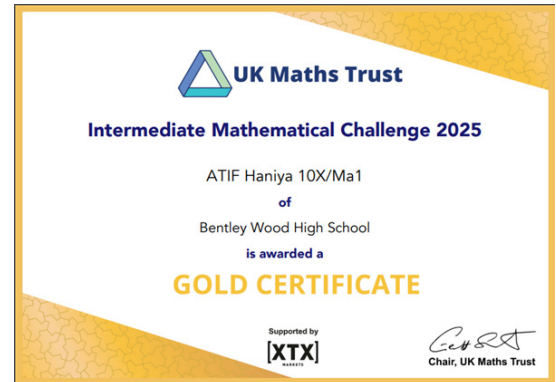 UK Maths Trust
Intermediate Mathematical Challenge 2025
ATIF Haniya 10X/Ma1
of
Bentley Wood High School
is awarded a
GOLD CERTIFICATE
Supported by
[XTX]
MARKETS
Chair, UK Maths Trust